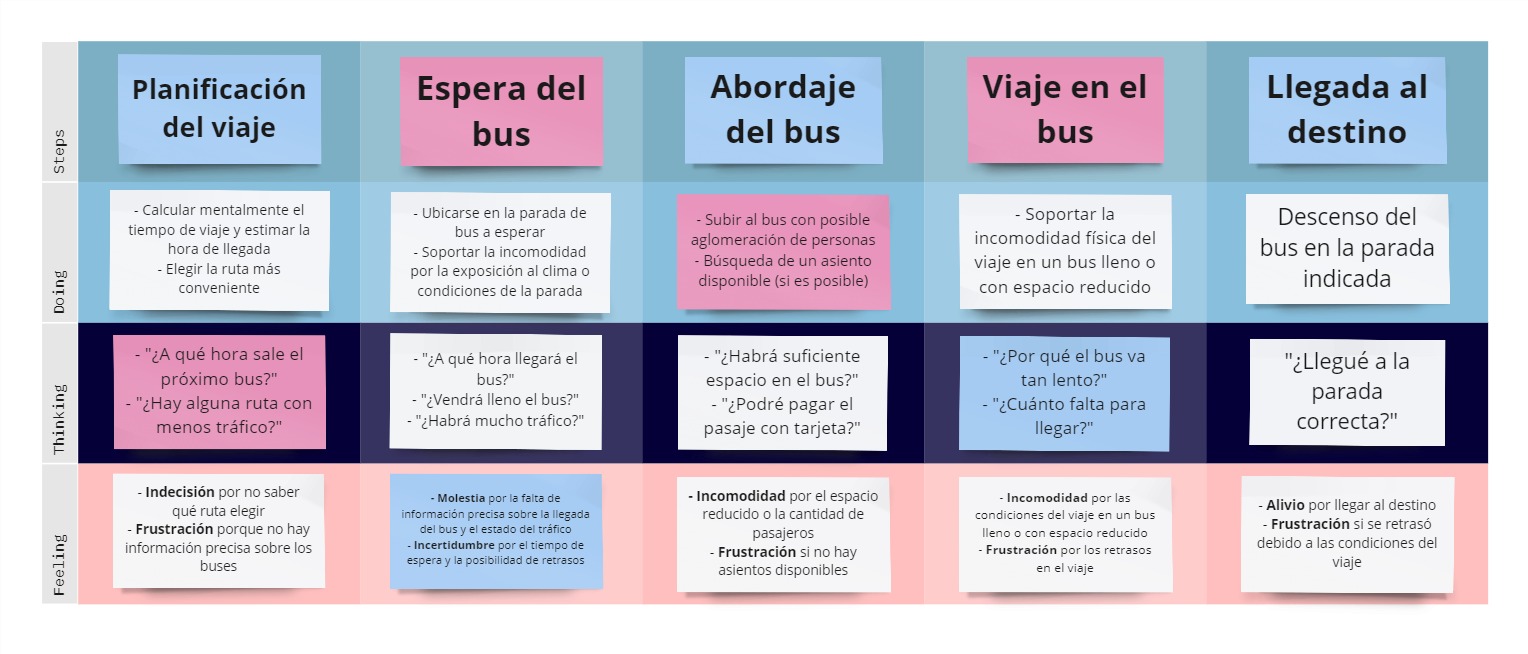 Steps
Planificación
del viaje
Espera del
bus
Abordaje
del bus
Viaje en el
bus
Llegada al
destino
Doing
- Calcular mentalmente el
tiempo de viaje y estimar la
hora de llegada
- Elegir la ruta más
conveniente
- Ubicarse en la parada de
bus a esperar
- Soportar la incomodidad
por la exposición al clima o
condiciones de la parada
- Subir al bus con posible
aglomeración de personas
- Búsqueda de un asiento
disponible (si es posible)
- Soportar la
incomodidad física del
viaje en un bus lleno o
con espacio reducido
Descenso del
bus en la parada
indicada
Thinking
- "¿A qué hora sale el
próximo bus?"
- "¿Hay alguna ruta con
menos tráfico?"
- "¿A qué hora llegará el
bus?"
- "¿Vendrá lleno el bus?"
- "¿Habrá mucho tráfico?"
- "¿Habrá suficiente
espacio en el bus?"
- "¿Podré pagar el
pasaje con tarjeta?"
- "¿Por qué el bus va
tan lento?"
- "¿Cuánto falta para
llegar?"
"¿Llegué a la
parada
correcta?"
Feeling
- Indecisión por no saber
qué ruta elegir
- Frustración porque no hay
información precisa sobre los
buses
- Molestia por la falta de
información precisa sobre la llegada
del bus y el estado del tráfico
- Incertidumbre por el tiempo de
espera y la posibilidad de retrasos
- Incomodidad por el espacio
reducido o la cantidad de
pasajeros
- Frustración si no hay
asientos disponibles
- Incomodidad por las
condiciones del viaje en un bus
lleno o con espacio reducido
- Frustración por los retrasos
en el viaje
- Alivio por llegar al destino
- Frustración si se retrasó
debido a las condiciones del
viaje